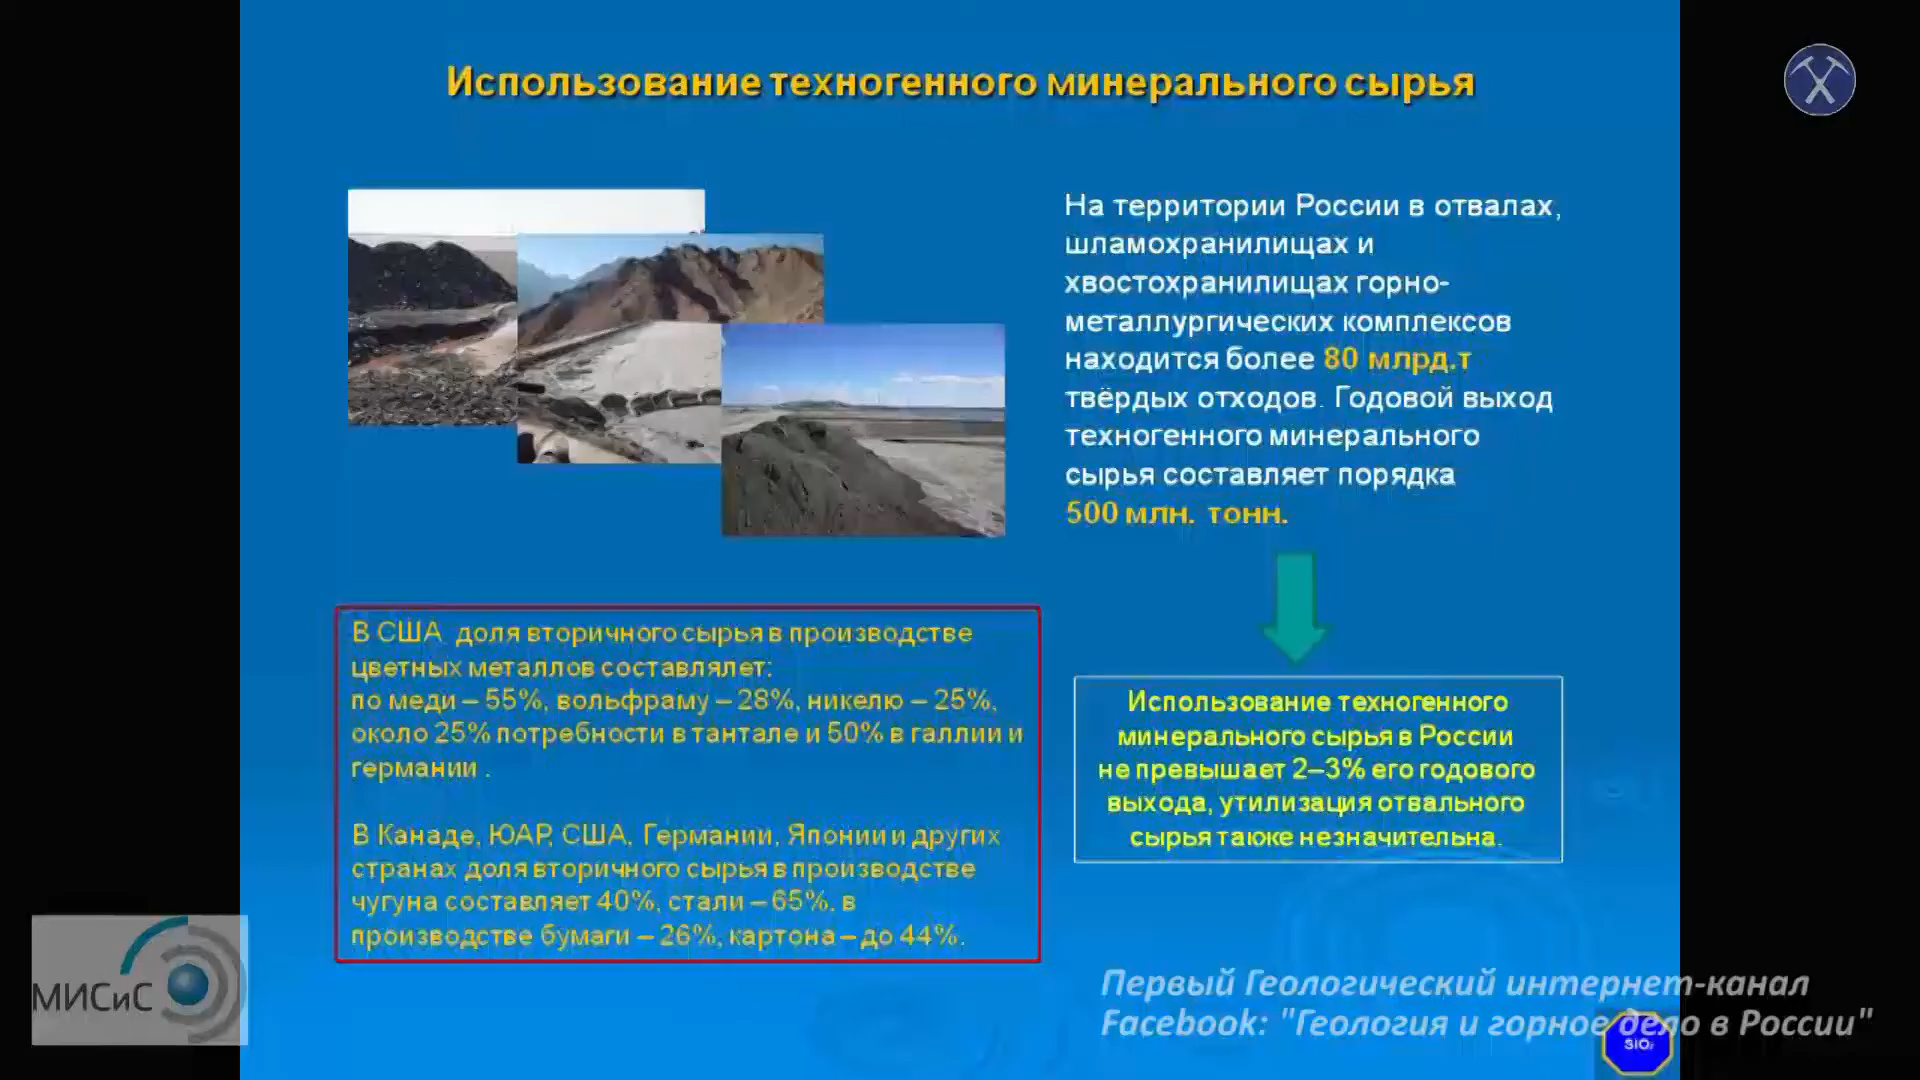 Использование техногенного минерального сырья
На территории России в отвалах,
шламохранилищах и
хвостохранилищах горно-
металлургических комплексов
находится более 80 млрд.т
твёрдых отходов. Годовой выход
техногенного минерального
сырья составляет порядка
500 млн. тонн.
В США доля вторичного сырья в производстве
цветных металлов составлялет:
по меди – 55%, вольфраму – 28%, никелю – 25%,
около 25% потребности в тантале и 50% в галлии и
германии .
В Канаде, ЮАР, США, Германии, Японии и других
странах доля вторичного сырья в производстве
чугуна составляет 40%, стали – 65%, в
производстве бумаги – 26%, картона – до 44%.
Использование техногенного
минерального сырья в России
не превышает 2–3% его годового
выхода, утилизация отвального
сырья также незначительна.
МИСиС
Первый Геологический интернет-канал
Facebook: "Геология и горное дело в России"
SIO₂